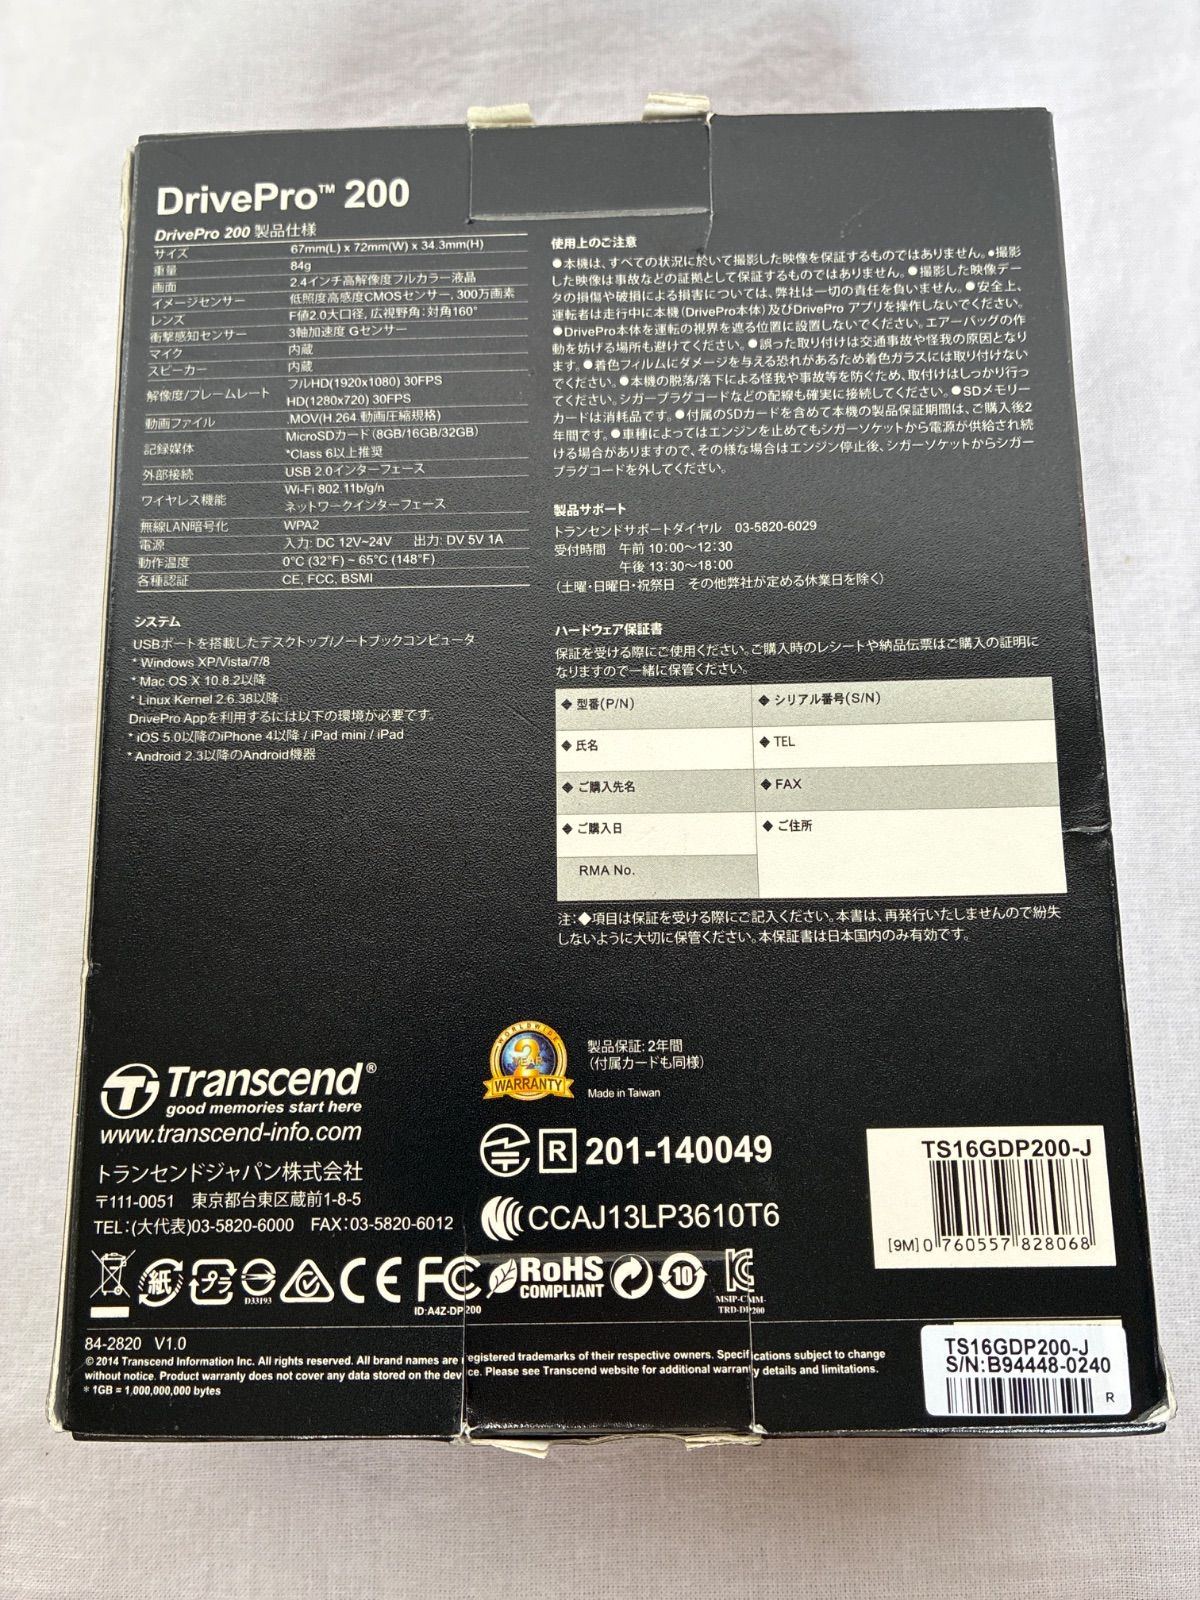 DrivePro™ 200
DrivePro 200 製品仕様
サイズ 67mm(L) x 72mm(W) x 34.3mm(H)
重量 84g
画面 2.4インチ高解像度フルカラー液晶
イメージセンサー 低照度高感度CMOSセンサー, 300万画素
レンズ F値2.0大口径, 広視野角：対角160°
衝撃感知センサー 3軸加速度 Gセンサー
マイク 内蔵
スピーカー 内蔵
解像度/フレームレート フルHD(1920x1080) 30FPS
HD(1280x720) 30FPS
動画ファイル .MOV(H.264 動画圧縮規格)
記録媒体 MicroSDカード (8GB/16GB/32GB)
*Class 6以上推奨
外部接続 USB 2.0インターフェース
ワイヤレス機能 Wi-Fi 802.11b/g/n
ネットワークインターフェース
無線LAN暗号化 WPA2
電源 入力: DC 12V~24V 出力: DV 5V 1A
動作温度 0°C (32°F) ~ 65°C (148°F)
各種認証 CE, FCC, BSMI
システム
USBポートを搭載したデスクトップ/ノートブックコンピュータ
* Windows XP/Vista/7/8
* Mac OS X 10.8.2以降
* Linux Kernel 2.6.38以降
DrivePro Appを利用するには以下の環境が必要です。
* iOS 5.0以降のiPhone 4以降 / iPad mini / iPad
* Android 2.3以降のAndroid機器
使用上のご注意
●本機は、すべての状況に於いて撮影した映像を保証するものではありません。●撮影
した映像は事故などの証拠として保証するものではありません。●撮影した映像デー
タの損傷や破損による損害については、弊社は一切の責任を負いません。●安全上、
運転者は走行中に本機(DrivePro本体)及びDrivePro アプリを操作しないでください。
●DrivePro本体を運転の視界を遮る位置に設置しないでください。エアーバッグの作
動を妨げる場所も避けてください。●誤った取り付けは交通事故や怪我の原因となり
ます。●着色フィルムにダメージを与える恐れがあるため着色ガラスには取り付けない
でください。●本機の脱落/落下による怪我や事故等を防ぐため、取付けはしっかり行っ
てください。シガープラグコードなどの配線も確実に接続してください。●SDメモリー
カードは消耗品です。●付属のSDカードを含めて本機の製品保証期間は、ご購入後2
年間です。●車種によってはエンジンを止めてもシガーソケットから電源が供給され続
ける場合がありますので、その様な場合はエンジン停止後、シガーソケットからシガー
プラグコードを外してください。
製品サポート
トランセンドサポートダイヤル 03-5820-6029
受付時間 午前 10:00～12:30
午後 13:30～18:00
（土曜・日曜日・祝祭日 その他弊社が定める休業日を除く）
ハードウェア保証書
保証を受ける際にご使用ください。ご購入時のレシートや納品伝票はご購入の証明に
なりますので一緒に保管ください。
◆ 型番(P/N) ◆ シリアル番号(S/N)
◆ 氏名 ◆ TEL
◆ ご購入先名 ◆ FAX
◆ ご購入日 ◆ ご住所
RMA No.
注：◆項目は保証を受ける際にご記入ください。本書は、再発行いたしませんので紛失
しないように大切に保管ください。本保証書は日本国内のみ有効です。
WORLDWIDE
2
YEAR
WARRANTY
製品保証: 2年間
（付属カードも同様）
Made in Taiwan
Transcend®
good memories start here
www.transcend-info.com
トランセンドジャパン株式会社
〒111-0051 東京都台東区蔵前1-8-5
TEL：(大代表)03-5820-6000 FAX：03-5820-6012
R 201-140049
CCAJ13LP3610T6
TS16GDP200-J
[9M] 0 760557 828068
紙 プラ D33193 CE FC ID:A4Z-DP200 RoHS COMPLIANT 10 MSIP-CMM-TRD-DP200
84-2820 V1.0
© 2014 Transcend Information Inc. All rights reserved. All brand names are registered trademarks of their respective owners. Specifications subject to change
without notice. Product warranty does not cover any data stored on the device. Please see Transcend website for additional warranty details and limitations.
* 1GB = 1,000,000,000 bytes
TS16GDP200-J
S/N:B94448-0240
R